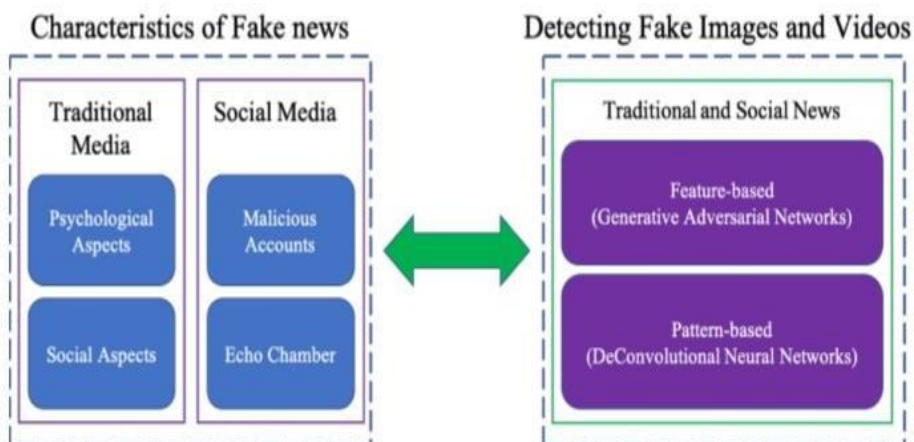 Characteristics of Fake news
Traditional
Media
Psychological
Aspects
Social Aspects
Social Media
Malicious
Accounts
Echo Chamber
Detecting Fake Images and Videos
Traditional and Social News
Feature-based
(Generative Adversarial Networks)
Pattern-based
(DeConvolutional Neural Networks)